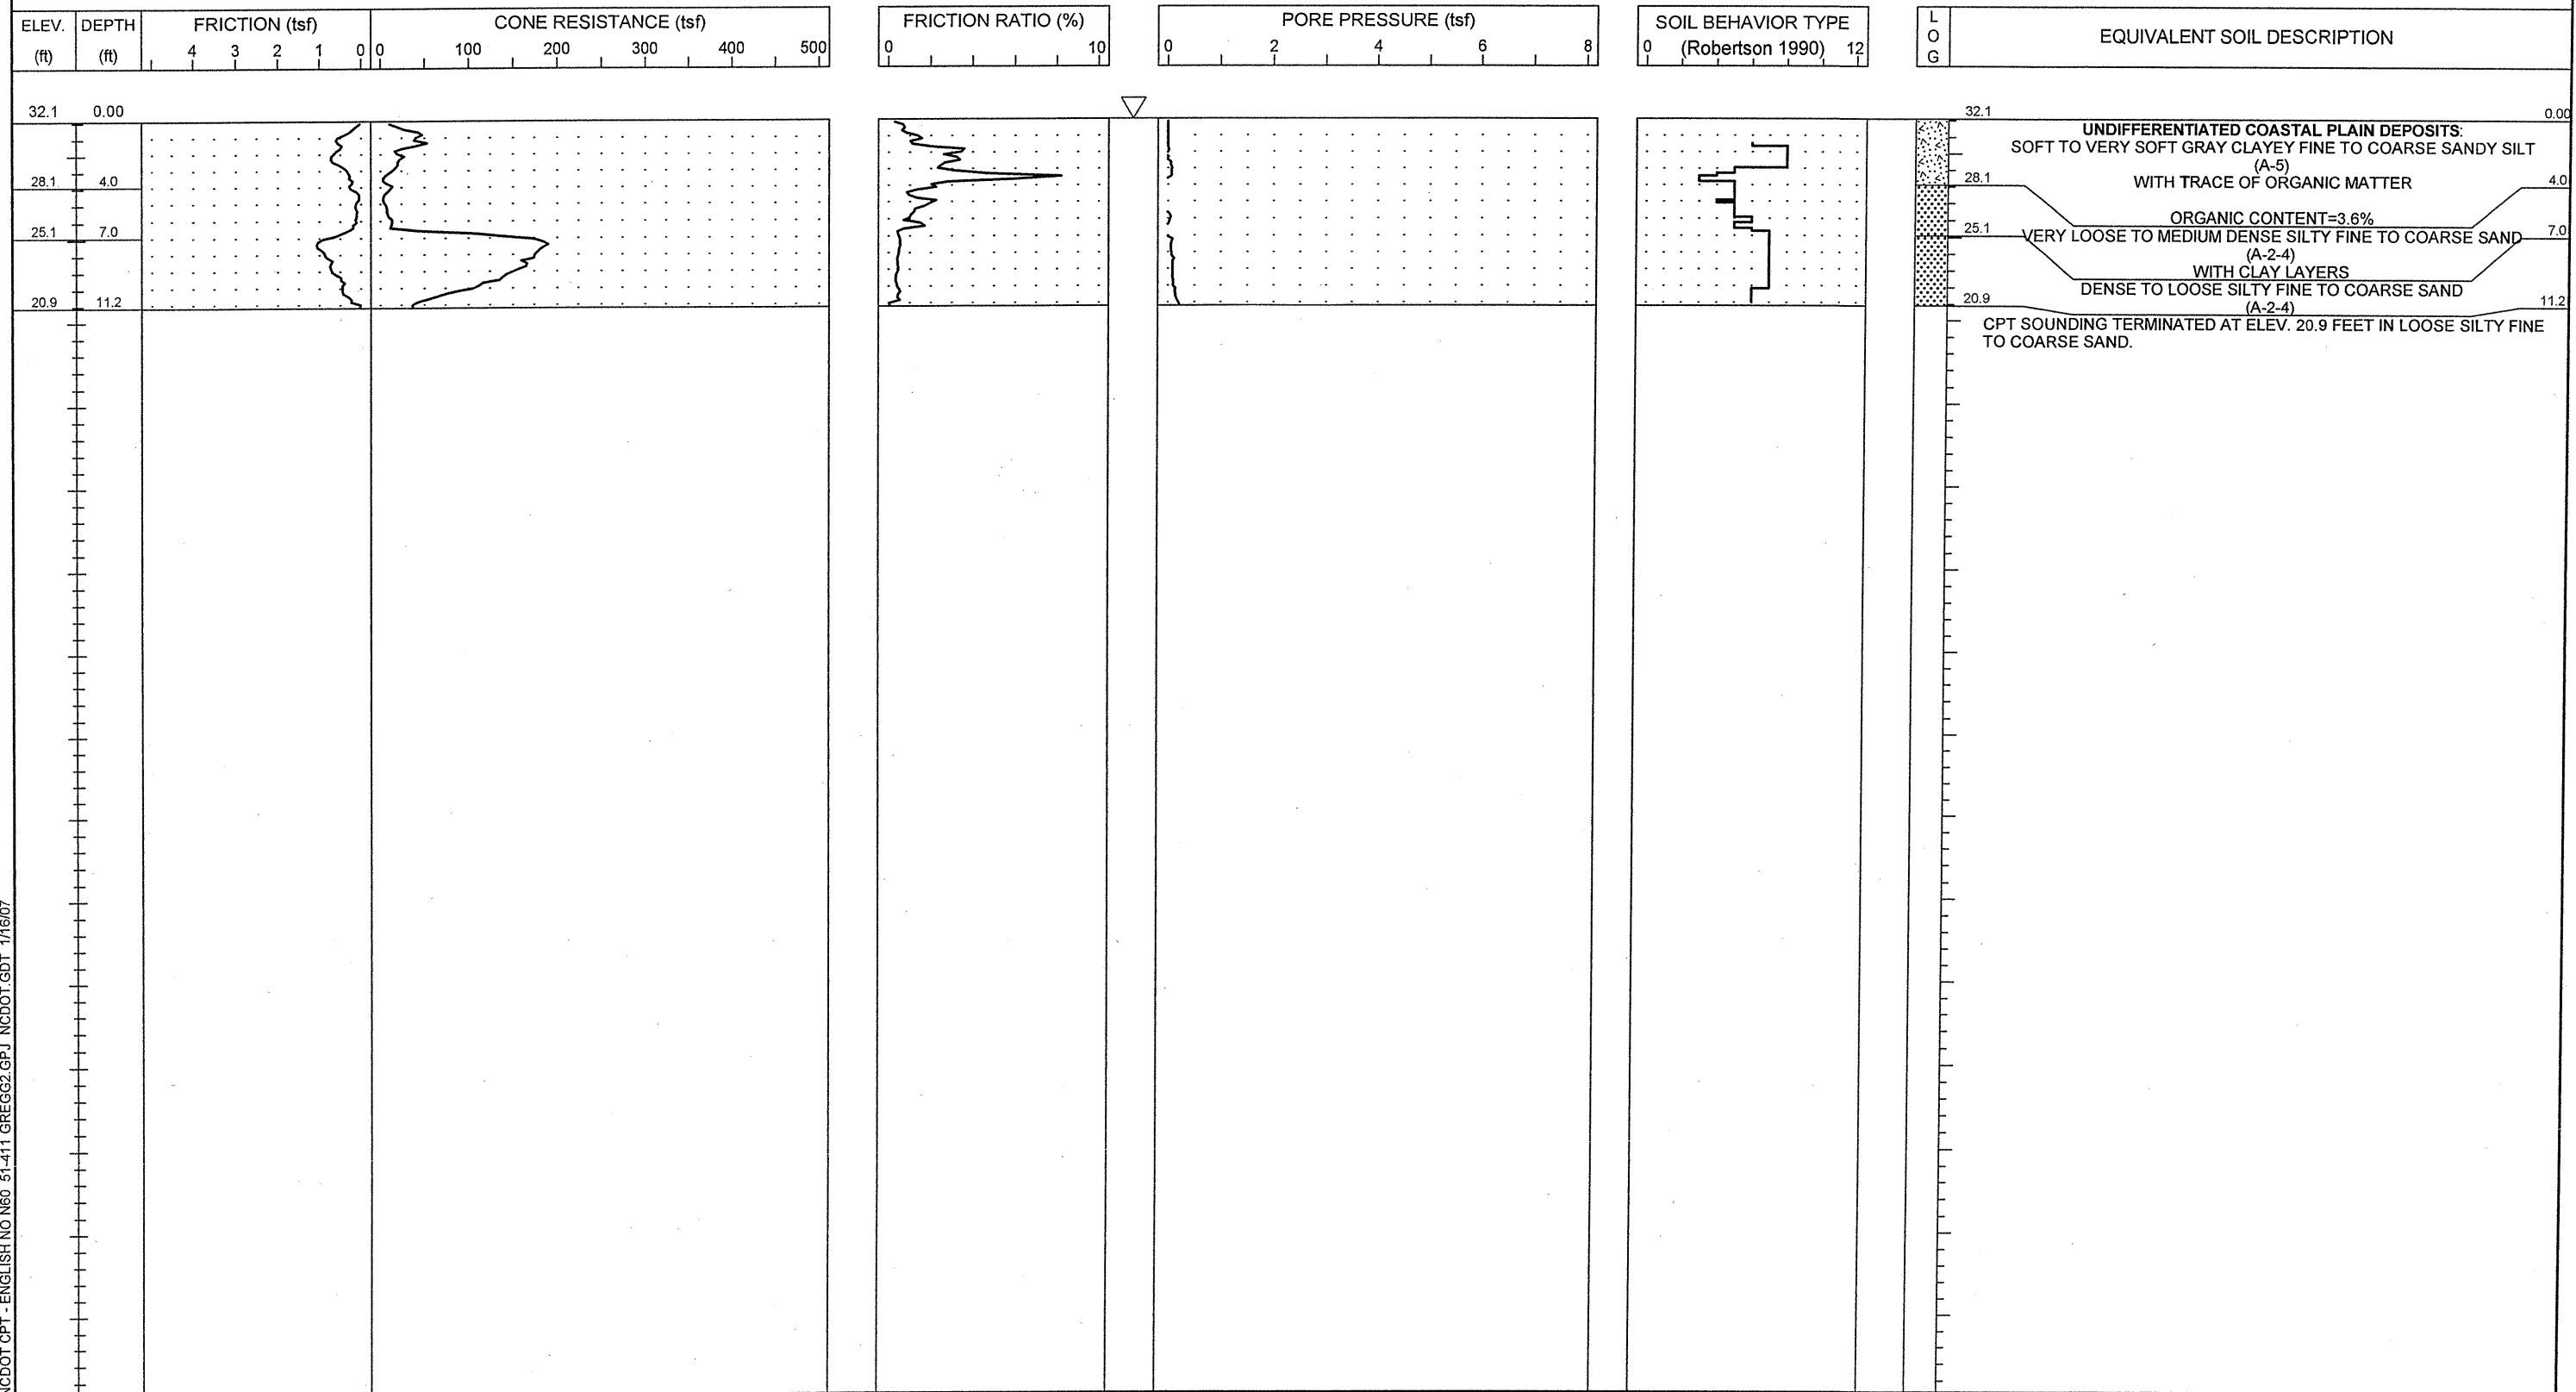 ELEV. DEPTH FRICTION (tsf) CONE RESISTANCE (tsf) FRICTION RATIO (%) PORE PRESSURE (tsf) SOIL BEHAVIOR TYPE L
(ft) (ft) 4 3 2 1 0 0 100 200 300 400 500 0 10 0 2 4 6 8 0 (Robertson 1990) 12 O EQUIVALENT SOIL DESCRIPTION
G
32.1 0.00 32.1 0.00
UNDIFFERENTIATED COASTAL PLAIN DEPOSITS:
SOFT TO VERY SOFT GRAY CLAYEY FINE TO COARSE SANDY SILT
(A-5)
28.1 4.0 28.1 WITH TRACE OF ORGANIC MATTER 4.0
ORGANIC CONTENT=3.6%
25.1 7.0 25.1 VERY LOOSE TO MEDIUM DENSE SILTY FINE TO COARSE SAND 7.0
(A-2-4)
WITH CLAY LAYERS
DENSE TO LOOSE SILTY FINE TO COARSE SAND
20.9 11.2 20.9 (A-2-4) 11.2
CPT SOUNDING TERMINATED AT ELEV. 20.9 FEET IN LOOSE SILTY FINE
TO COARSE SAND.
NCDOT CPT - ENGLISH NO N60 51-411 GREGG2.GPJ NCDOT.GDT 1/16/07